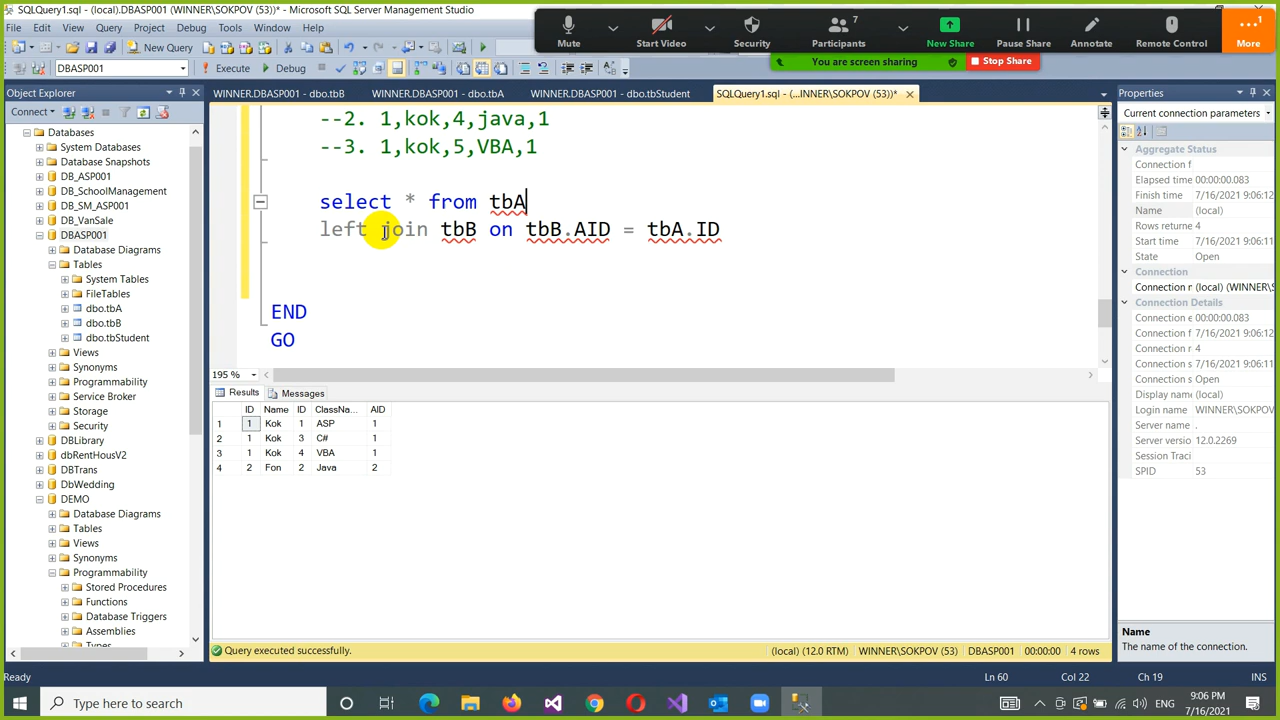 SQLQuery1.sql - (local).DBASP001 (WINNER\SOKPOV (53))* - Microsoft SQL Server Management Studio
File Edit View Query Project Debug Tools Window Help
Mute Start Video Security Participants 7 New Share Pause Share Annotate Remote Control More
You are screen sharing Stop Share
New Query
DBASP001 Execute Debug
Object Explorer
Connect
Databases
System Databases
Database Snapshots
DB_ASP001
DB_SchoolManagement
DB_SM_ASP001
DB_VanSale
DBASP001
Database Diagrams
Tables
System Tables
FileTables
dbo.tbA
dbo.tbB
dbo.tbStudent
Views
Synonyms
Programmability
Service Broker
Storage
Security
DBLibrary
dbRentHousV2
DBTrans
DbWedding
DEMO
Database Diagrams
Tables
Views
Synonyms
Programmability
Stored Procedures
Functions
Database Triggers
Assemblies
Types
WINNER.DBASP001 - dbo.tbB WINNER.DBASP001 - dbo.tbA WINNER.DBASP001 - dbo.tbStudent SQLQuery1.sql - (...INNER\SOKPOV (53))*
--2. 1,kok,4,java,1
--3. 1,kok,5,VBA,1
select * from tbA
left join tbB on tbB.AID = tbA.ID
END
GO
195 %
Results Messages
ID Name ID ClassNa... AID
1 1 Kok 1 ASP 1
2 1 Kok 3 C# 1
3 1 Kok 4 VBA 1
4 2 Fon 2 Java 2
Query executed successfully. (local) (12.0 RTM) WINNER\SOKPOV (53) DBASP001 00:00:00 4 rows
Properties
Current connection parameters
Aggregate Status
Connection f
Elapsed time 00:00:00.083
Finish time 7/16/2021 9:06:11
Name (local)
Rows returne 4
Start time 7/16/2021 9:06:11
State Open
Connection
Connection n (local) (WINNER\S
Connection Details
Connection e 00:00:00.083
Connection f 7/16/2021 9:06:11
Connection r 4
Connection s 7/16/2021 9:06:11
Connection s Open
Display name (local)
Login name WINNER\SOKPOV
Server name .
Server versio 12.0.2269
Session Traci
SPID 53
Name
The name of the connection.
Ready Ln 60 Col 22 Ch 19 INS
Type here to search ENG 9:06 PM
7/16/2021